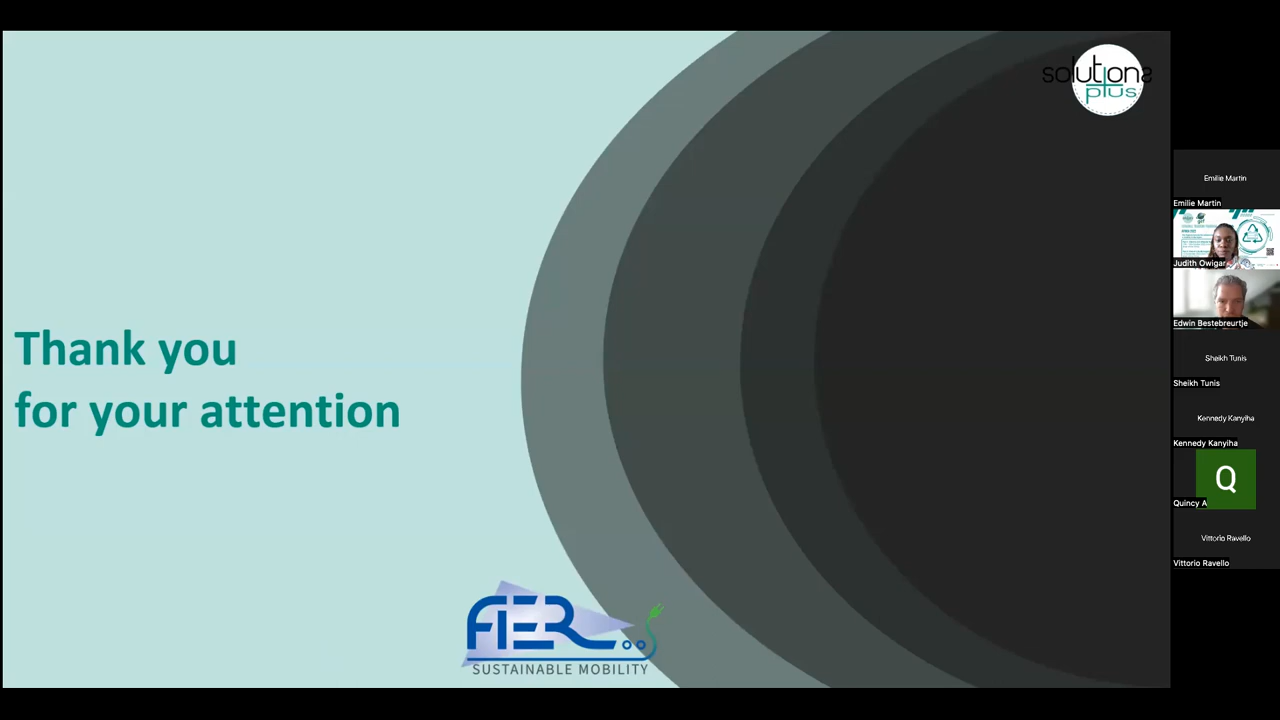 Thank you
for your attention
solutions
plus
FIER
SUSTAINABLE MOBILITY
Emilie Martin
Emilie Martin
Judith Owigar
Edwin Bestebreurtje
Sheikh Tunis
Sheikh Tunis
Kennedy Kanyiha
Kennedy Kanyiha
Q
Quincy A
Vittorio Ravello
Vittorio Ravello